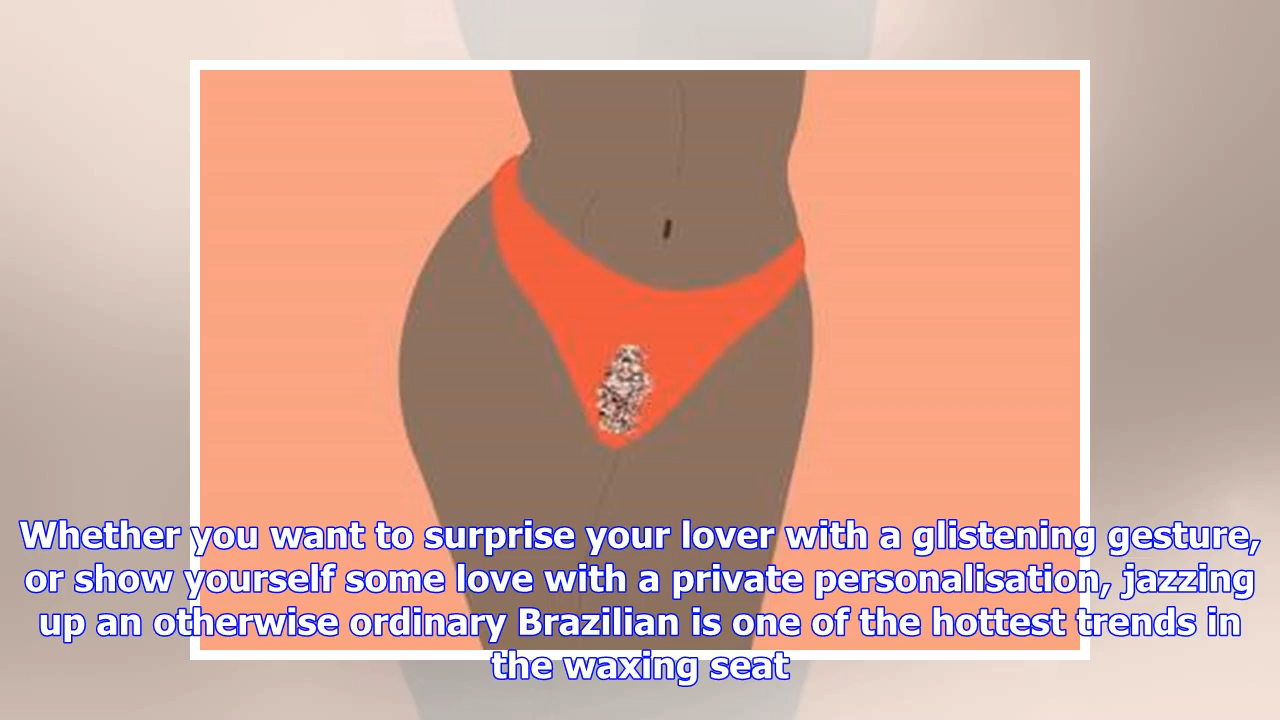 Whether you want to surprise your lover with a glistening gesture,
or show yourself some love with a private personalisation, jazzing
up an otherwise ordinary Brazilian is one of the hottest trends in
the waxing seat